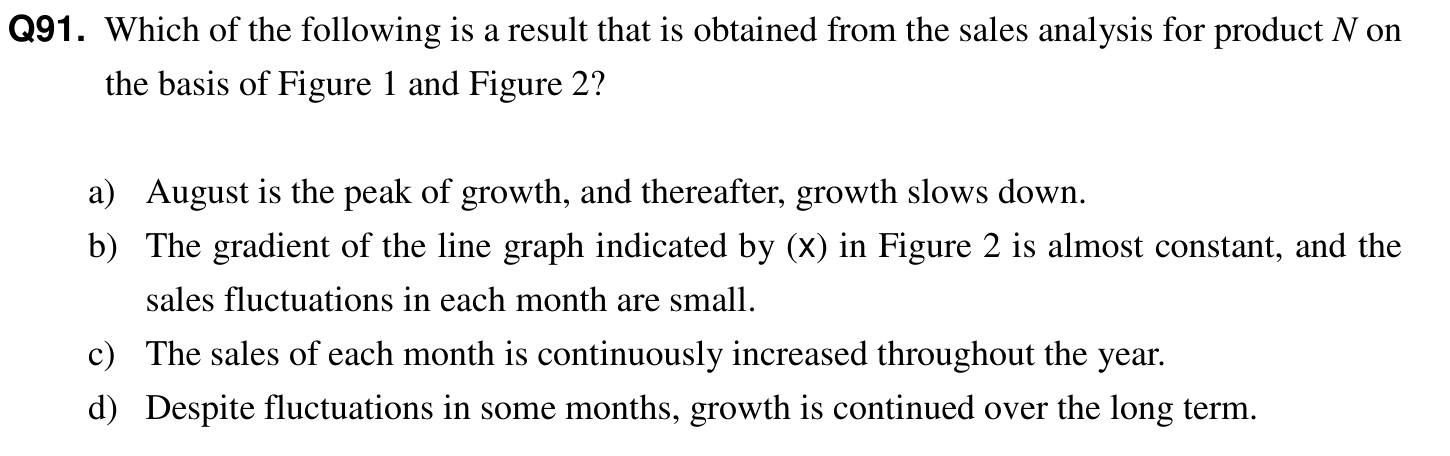 Q91. Which of the following is a result that is obtained from the sales analysis for product N on
the basis of Figure 1 and Figure 2?
a) August is the peak of growth, and thereafter, growth slows down.
b) The gradient of the line graph indicated by (x) in Figure 2 is almost constant, and the
sales fluctuations in each month are small.
c) The sales of each month is continuously increased throughout the year.
d) Despite fluctuations in some months, growth is continued over the long term.